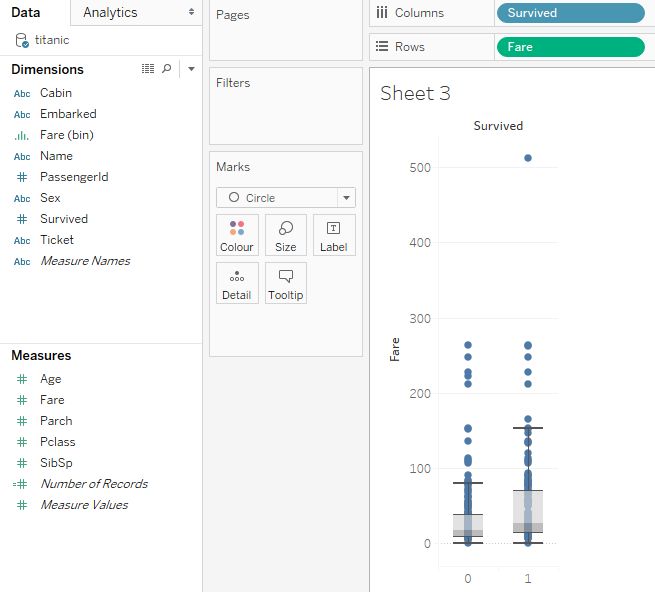 Data
Analytics
titanic
Dimensions
Abc Cabin
Abc Embarked
Fare (bin)
Abc Name
# PassengerId
Abc Sex
# Survived
Abc Ticket
Abc Measure Names
Measures
# Age
# Fare
# Parch
# Pclass
# SibSp
=# Number of Records
# Measure Values
Pages
Filters
Marks
Circle
Colour
Size
T
Label
Detail
Tooltip
Columns
Survived
Rows
Fare
Sheet 3
Survived
500
400
300
200
100
0
Fare
0
1